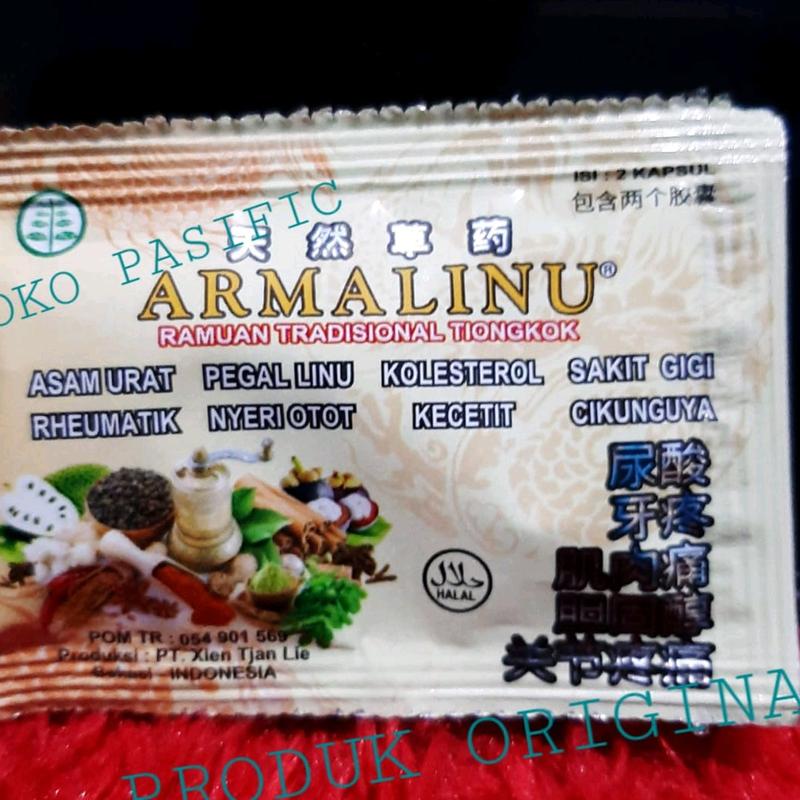 ISI : 2 KAPSUL
包含两个胶囊
天然草药
OKO PASIFIC
ARMALINU®
RAMUAN TRADISIONAL TIONGKOK
ASAM URAT PEGAL LINU KOLESTEROL SAKIT GIGI
RHEUMATIK NYERI OTOT KECETIT CIKUNGUYA
尿酸
牙疼
肌肉痛
胆固醇
关节疼痛
حلال
HALAL
POM TR : 054 901 569
Produksi : PT. Xien Tjan Lie
Bekasi - INDONESIA
PRODUK ORIGINA